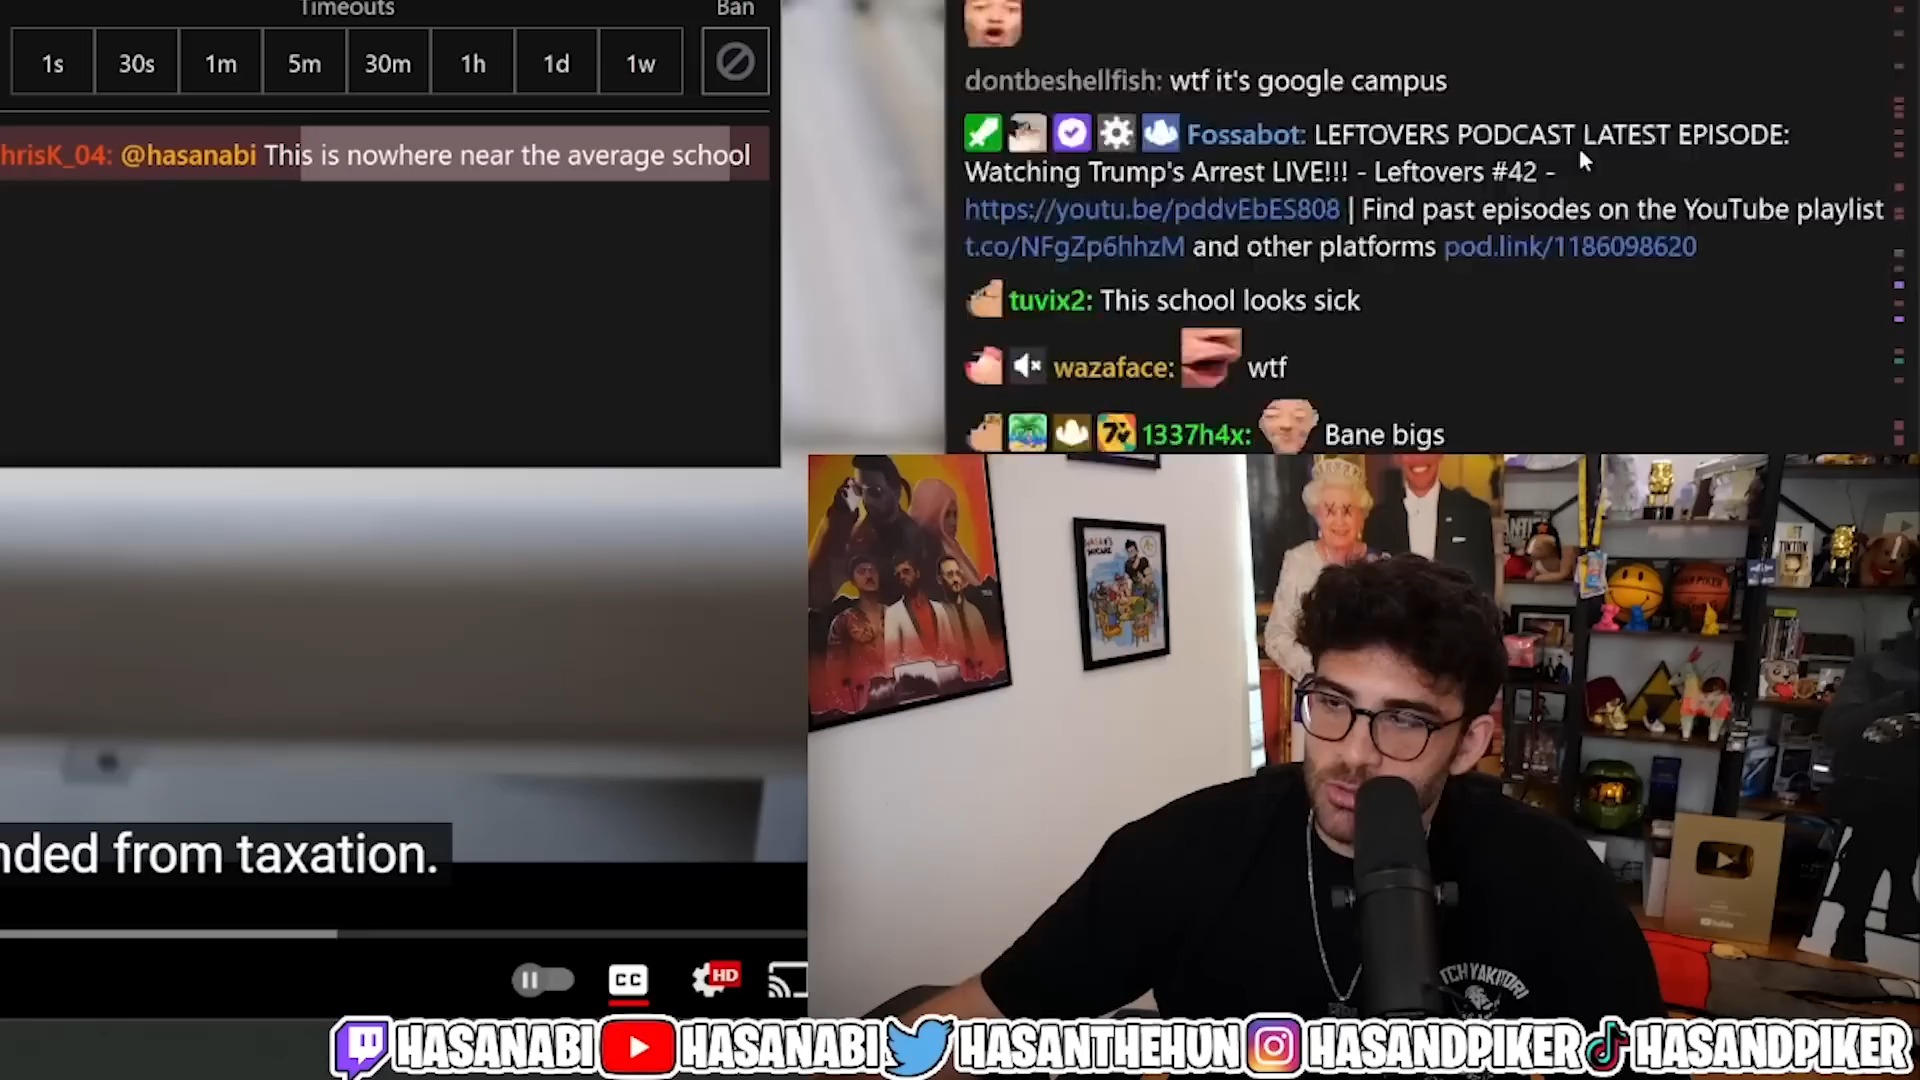 Timeouts
Ban
1s
30s
1m
5m
30m
1h
1d
1w
hrisK_04: @hasanabi This is nowhere near the average school
dontbeshellfish: wtf it's google campus
Fossabot: LEFTOVERS PODCAST LATEST EPISODE:
Watching Trump's Arrest LIVE!!! - Leftovers #42 -
https://youtu.be/pddvEbES808 | Find past episodes on the YouTube playlist
t.co/NFgZp6hhzM and other platforms pod.link/1186098620
tuvix2: This school looks sick
wazaface: wtf
1337h4x: Bane bigs
nded from taxation.
CC
HD
HASANABI
HASANABI
HASANTHEHUN
HASANDPIKER
HASANDPIKER